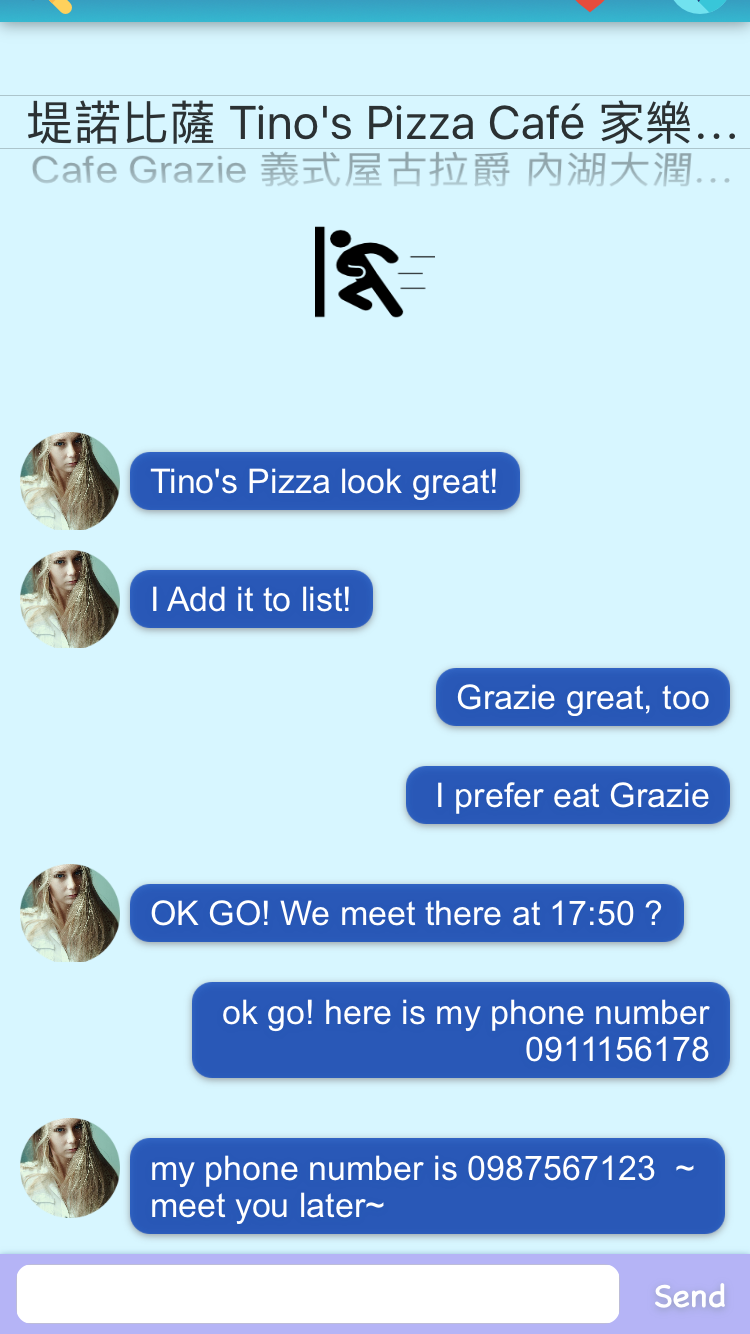 堤諾比薩 Tino's Pizza Café 家樂…
Cafe Grazie 義式屋古拉爵 內湖大潤…
Tino's Pizza look great!
I Add it to list!
Grazie great, too
I prefer eat Grazie
OK GO! We meet there at 17:50 ?
ok go! here is my phone number
0911156178
my phone number is 0987567123 ~
meet you later~
Send